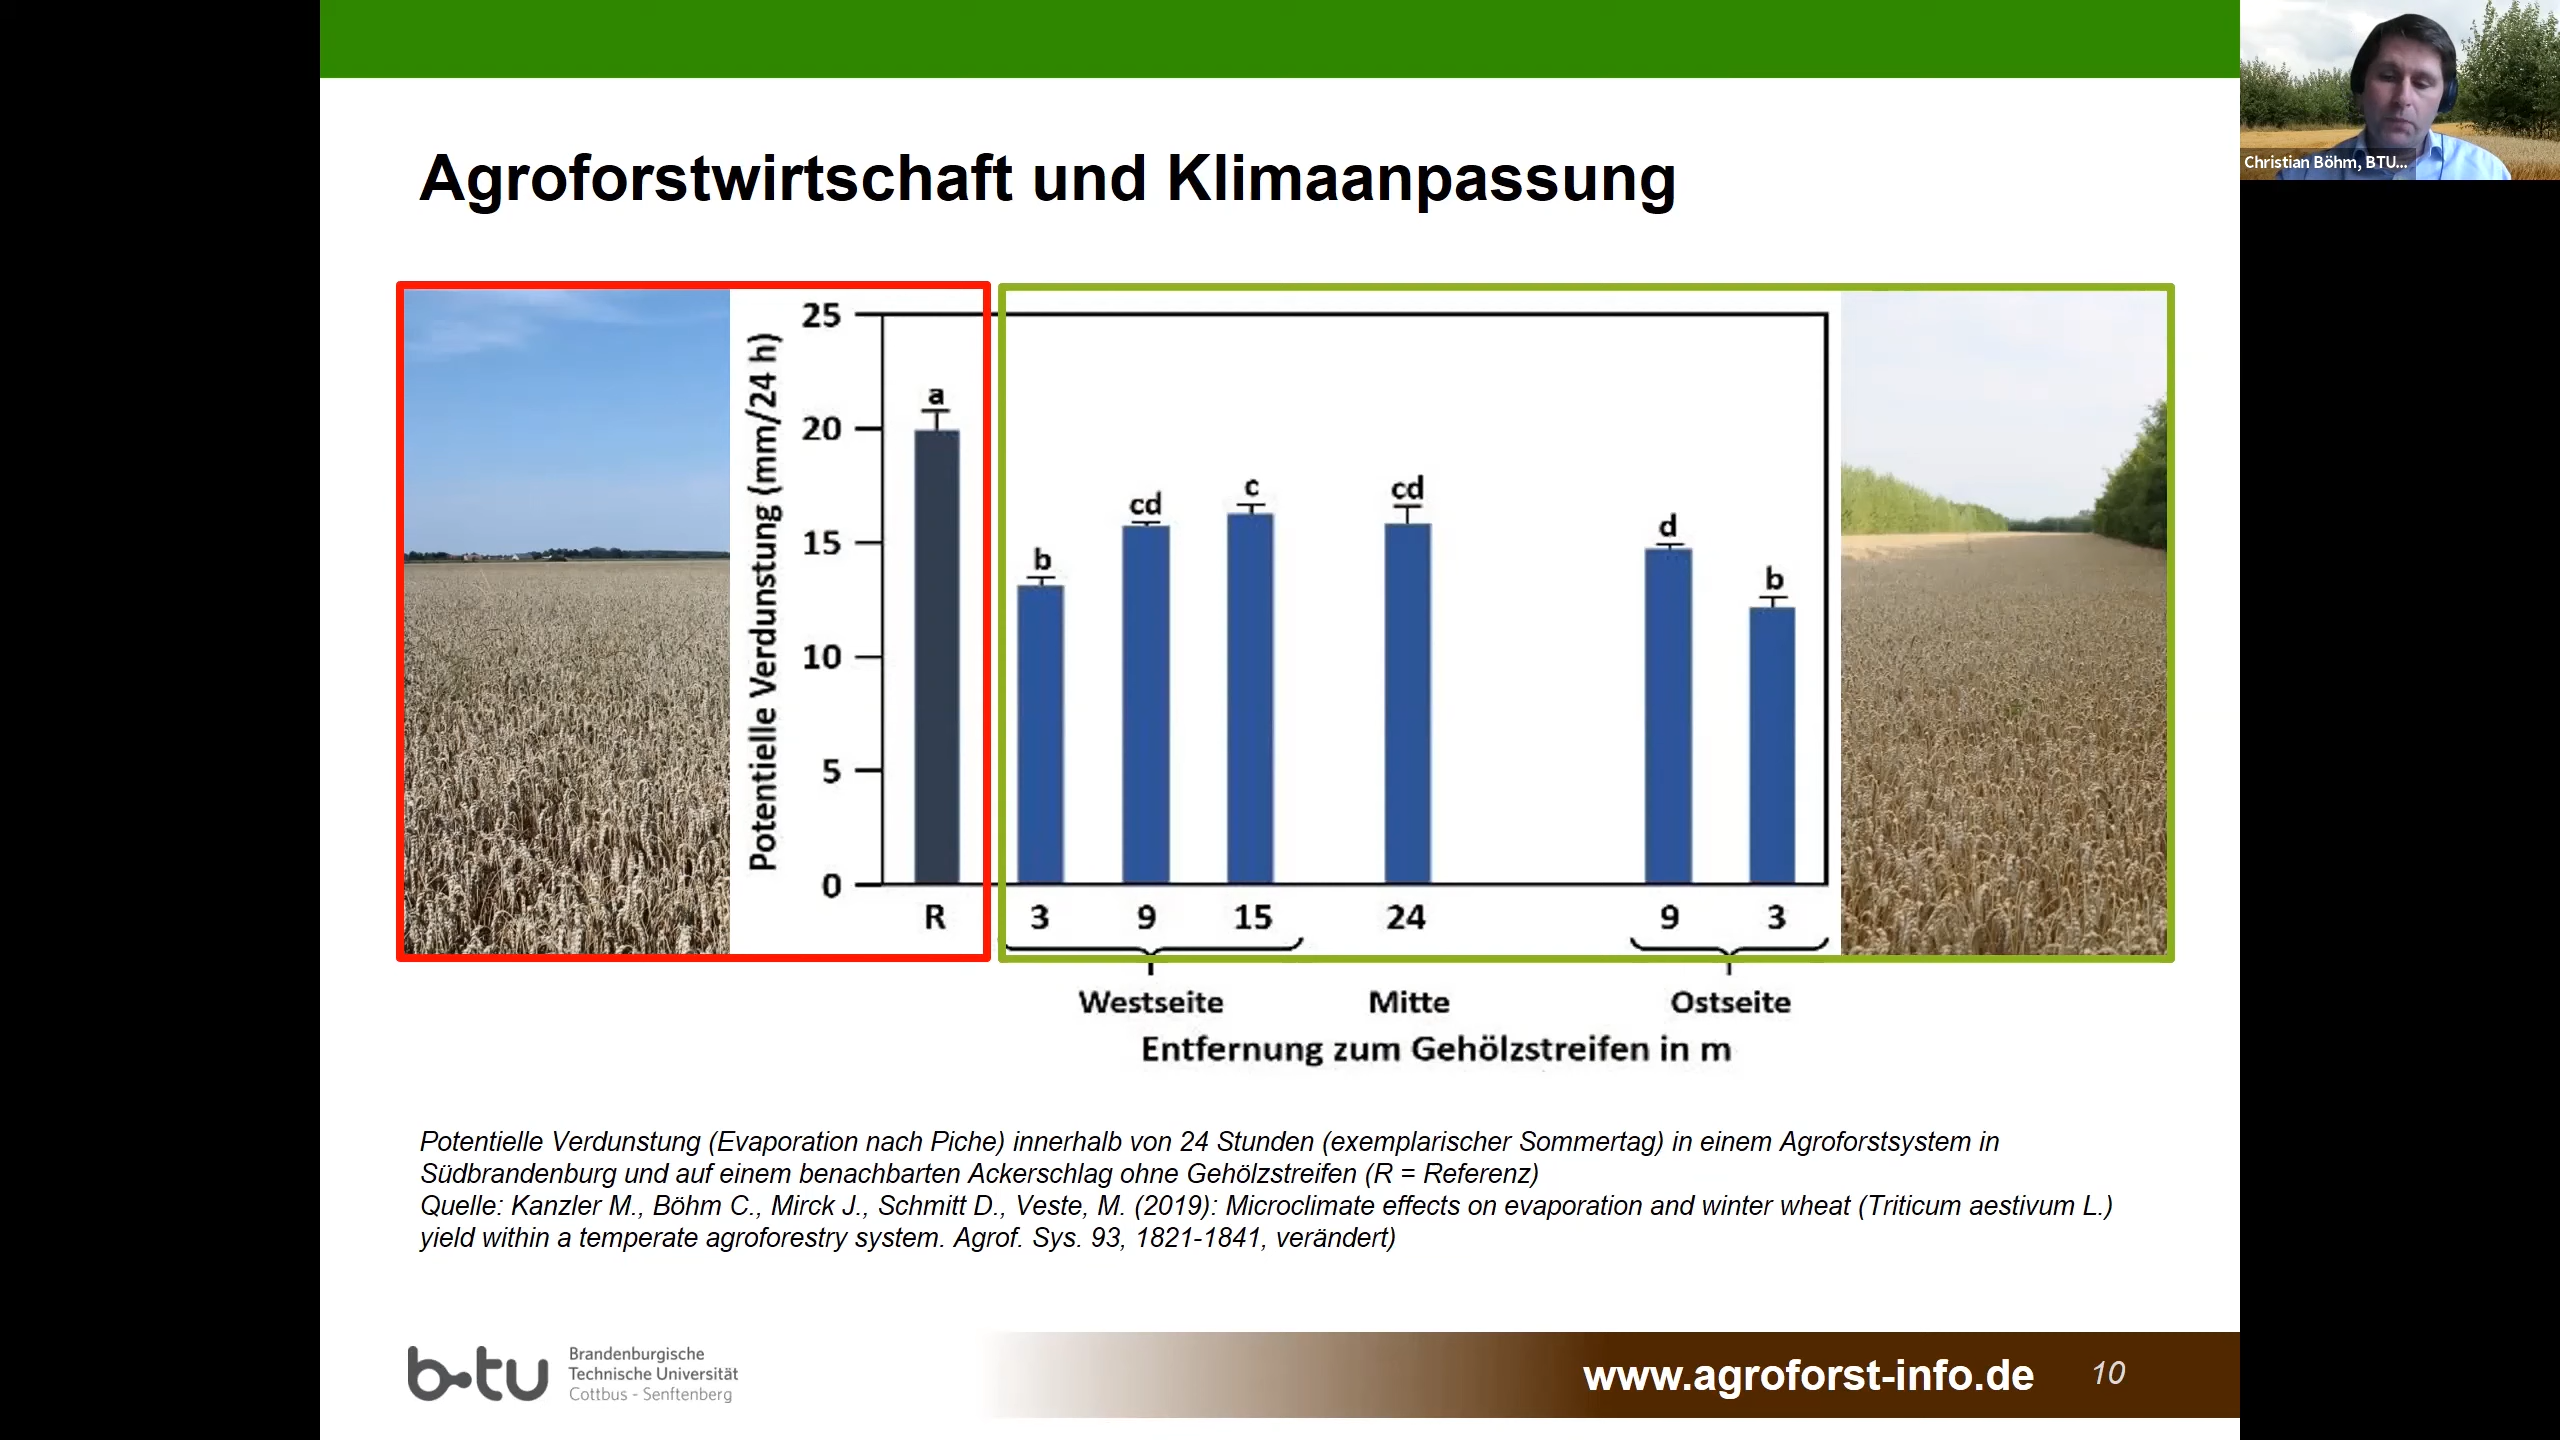 Christian Böhm, BTU...
Agroforstwirtschaft und Klimaanpassung
Potentielle Verdunstung (mm/24 h)
25
20
15
10
5
0
a
b
cd
c
cd
d
b
R
3
9
15
24
9
3
Westseite
Mitte
Ostseite
Entfernung zum Gehölzstreifen in m
Potentielle Verdunstung (Evaporation nach Piche) innerhalb von 24 Stunden (exemplarischer Sommertag) in einem Agroforstsystem in
Südbrandenburg und auf einem benachbarten Ackerschlag ohne Gehölzstreifen (R = Referenz)
Quelle: Kanzler M., Böhm C., Mirck J., Schmitt D., Veste, M. (2019): Microclimate effects on evaporation and winter wheat (Triticum aestivum L.)
yield within a temperate agroforestry system. Agrof. Sys. 93, 1821-1841, verändert)
b-tu
Brandenburgische
Technische Universität
Cottbus - Senftenberg
www.agroforst-info.de
10